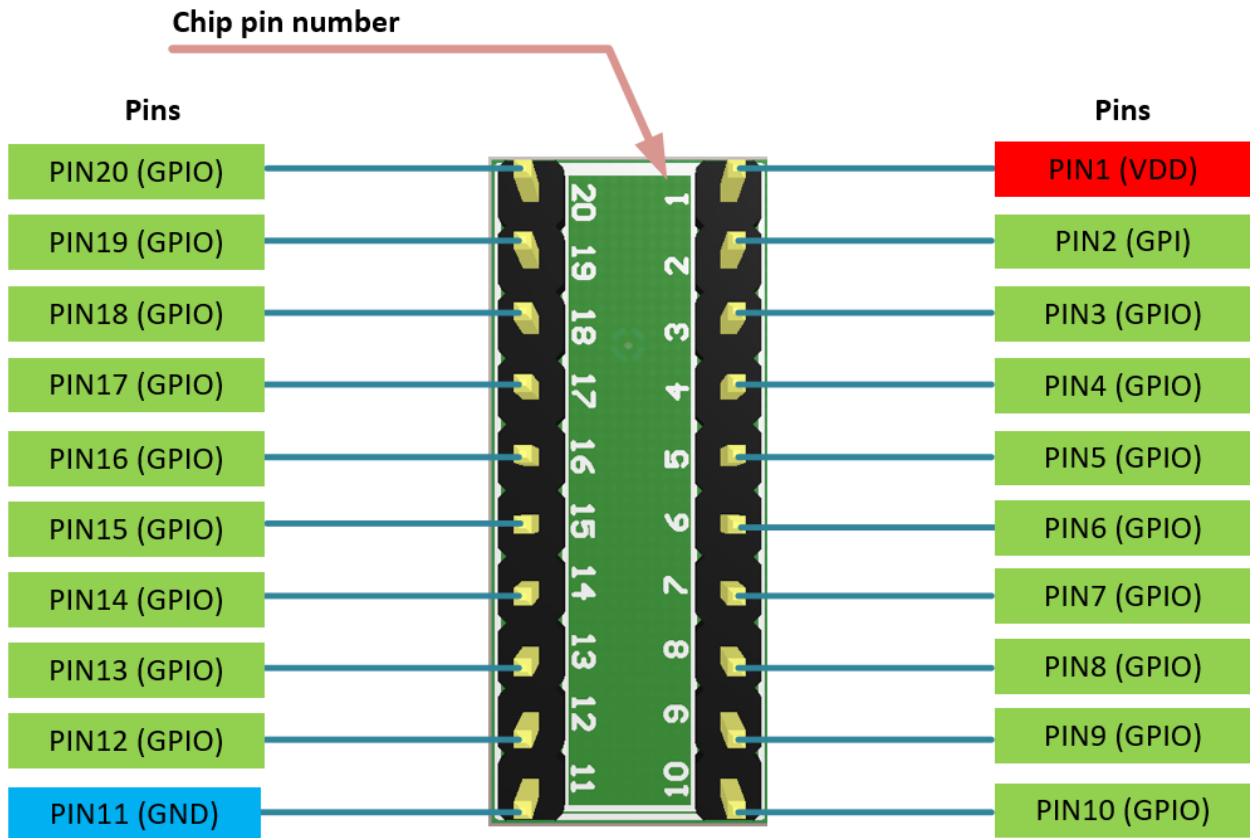 Chip pin number
Pins
PIN20 (GPIO)
PIN19 (GPIO)
PIN18 (GPIO)
PIN17 (GPIO)
PIN16 (GPIO)
PIN15 (GPIO)
PIN14 (GPIO)
PIN13 (GPIO)
PIN12 (GPIO)
PIN11 (GND)
20
19
18
17
16
15
14
13
12
11
1
2
3
4
5
6
7
8
9
10
Pins
PIN1 (VDD)
PIN2 (GPI)
PIN3 (GPIO)
PIN4 (GPIO)
PIN5 (GPIO)
PIN6 (GPIO)
PIN7 (GPIO)
PIN8 (GPIO)
PIN9 (GPIO)
PIN10 (GPIO)